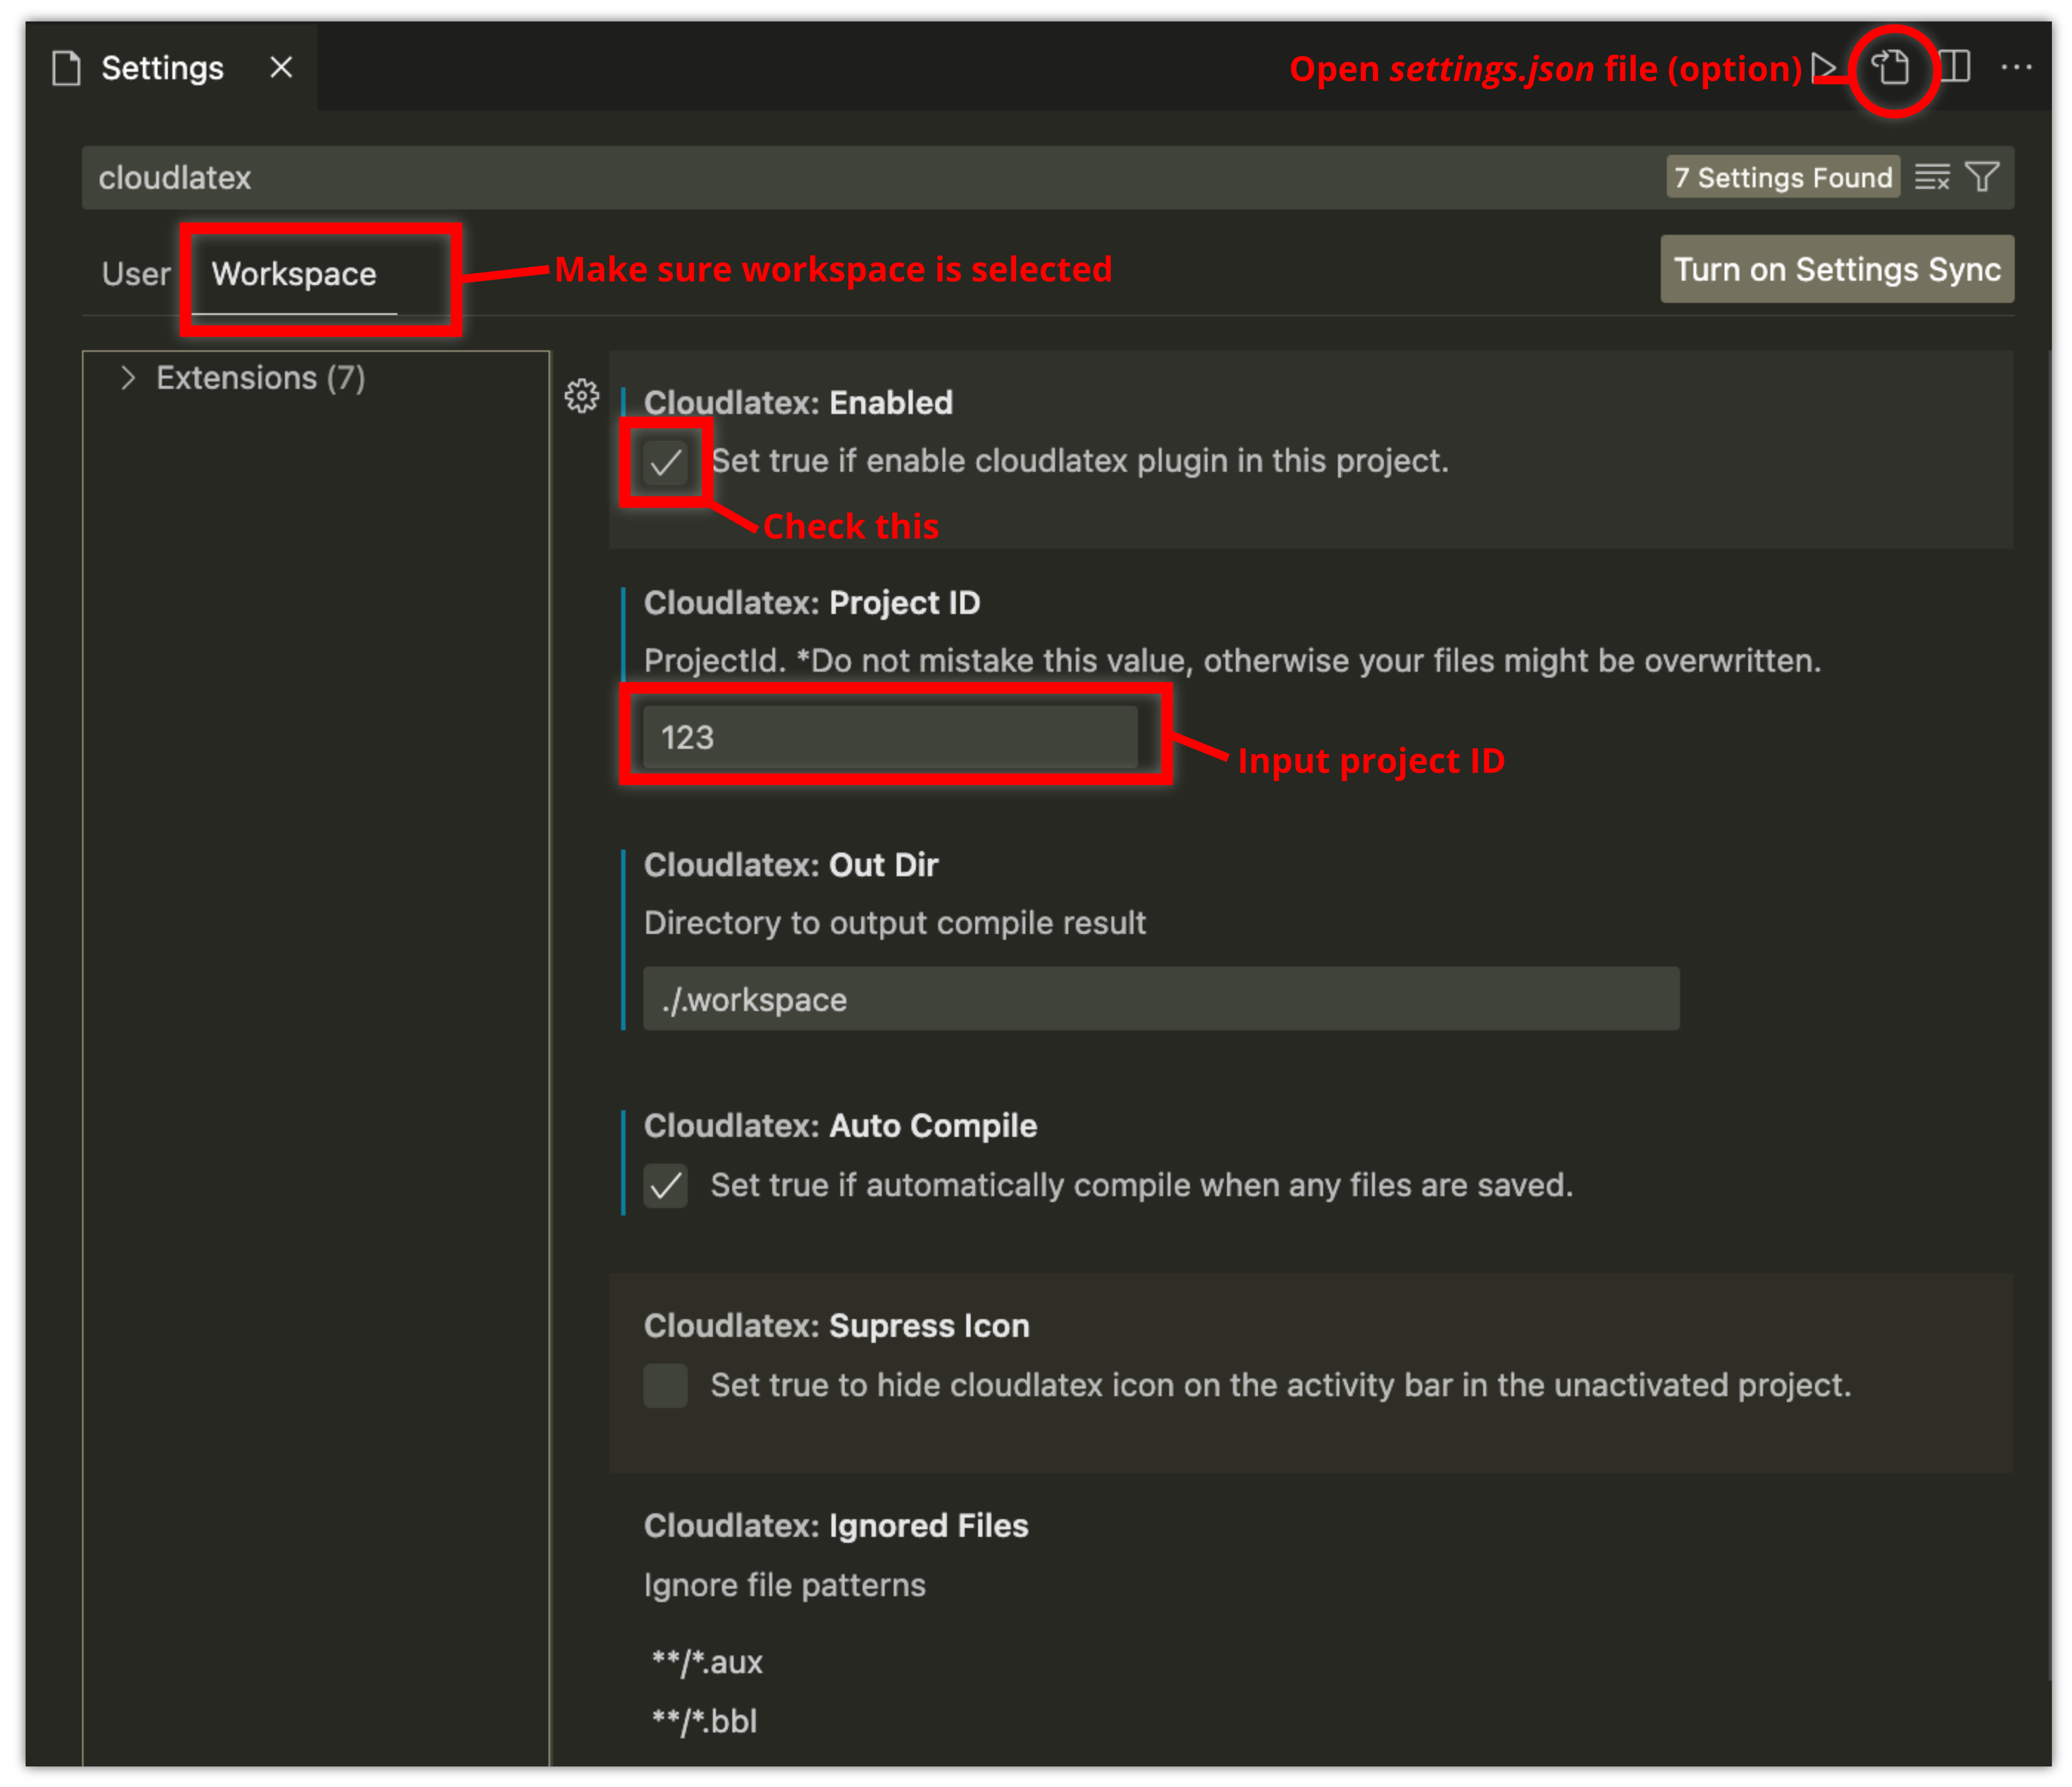 Settings
Open settings.json file (option)
cloudlatex
7 Settings Found
User
Workspace
Make sure workspace is selected
Turn on Settings Sync
Extensions (7)
Cloudlatex: Enabled
Set true if enable cloudlatex plugin in this project.
Check this
Cloudlatex: Project ID
ProjectId. *Do not mistake this value, otherwise your files might be overwritten.
123
Input project ID
Cloudlatex: Out Dir
Directory to output compile result
./.workspace
Cloudlatex: Auto Compile
Set true if automatically compile when any files are saved.
Cloudlatex: Supress Icon
Set true to hide cloudlatex icon on the activity bar in the unactivated project.
Cloudlatex: Ignored Files
Ignore file patterns
**/*.aux
**/*.bbl